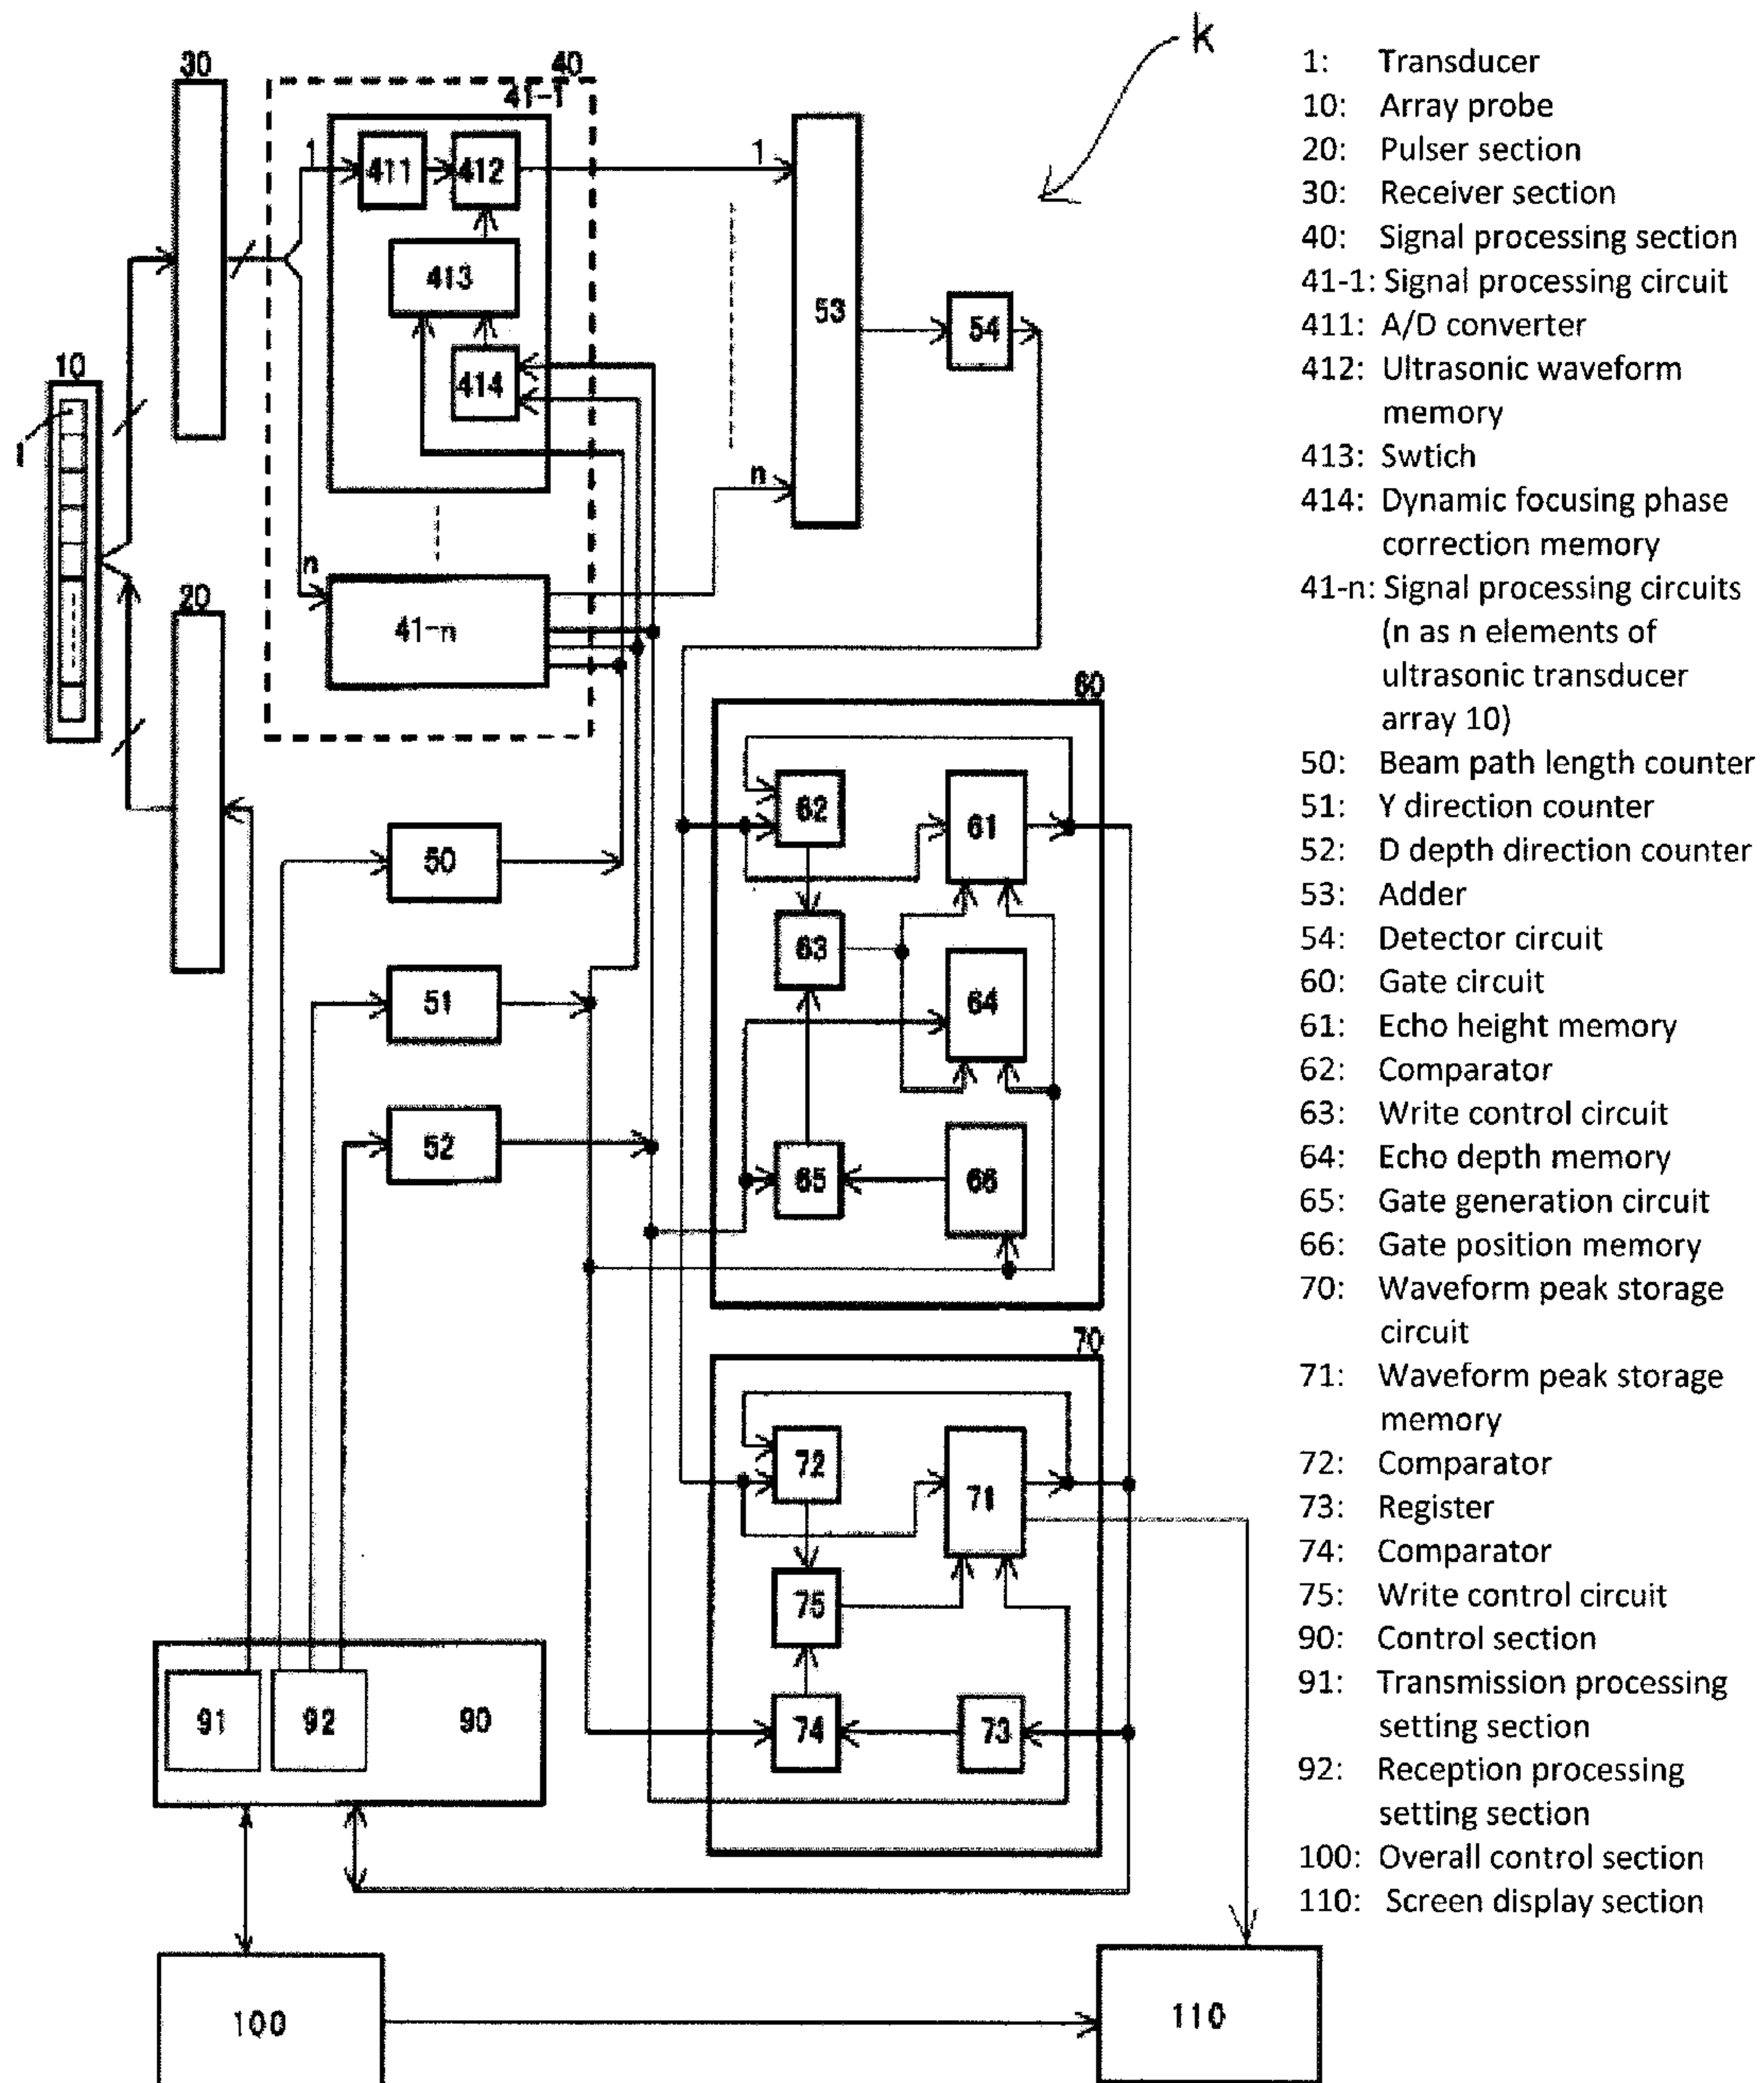 k
30
40
41-1
1
411
412
1
413
53
54
414
10
1
n
n
20
41-n
60
62
61
50
63
64
51
52
65
66
70
72
71
75
91
92
90
74
73
100
110
1: Transducer
10: Array probe
20: Pulser section
30: Receiver section
40: Signal processing section
41-1: Signal processing circuit
411: A/D converter
412: Ultrasonic waveform
memory
413: Swtich
414: Dynamic focusing phase
correction memory
41-n: Signal processing circuits
(n as n elements of
ultrasonic transducer
array 10)
50: Beam path length counter
51: Y direction counter
52: D depth direction counter
53: Adder
54: Detector circuit
60: Gate circuit
61: Echo height memory
62: Comparator
63: Write control circuit
64: Echo depth memory
65: Gate generation circuit
66: Gate position memory
70: Waveform peak storage
circuit
71: Waveform peak storage
memory
72: Comparator
73: Register
74: Comparator
75: Write control circuit
90: Control section
91: Transmission processing
setting section
92: Reception processing
setting section
100: Overall control section
110: Screen display section